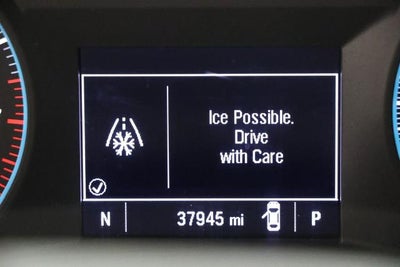 Ice Possible.
Drive
with Care
N 37945 mi P